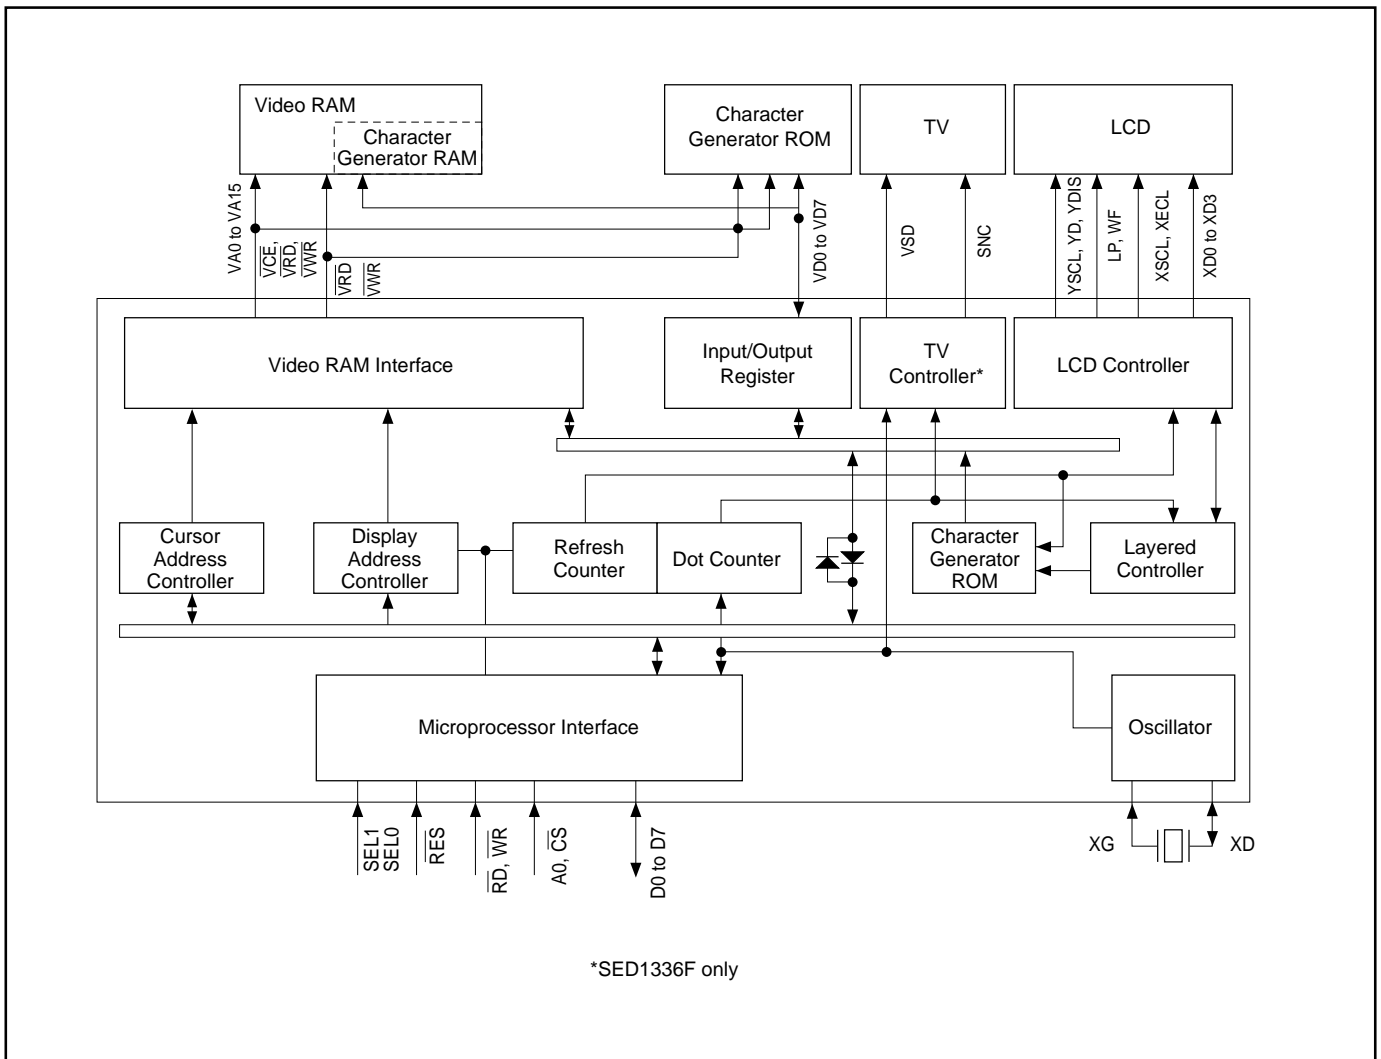 Video RAM
Character
Generator RAM
Character
Generator ROM
TV
LCD
VA0 to VA15
VCE,
VRD,
VWR
VRD
VWR
VD0 to VD7
VSD
SNC
YSCL, YD, YDIS
LP, WF
XSCL, XECL
XD0 to XD3
Video RAM Interface
Input/Output
Register
TV
Controller*
LCD Controller
Cursor
Address
Controller
Display
Address
Controller
Refresh
Counter
Dot Counter
Character
Generator
ROM
Layered
Controller
Microprocessor Interface
Oscillator
SEL1
SEL0
RES
RD, WR
A0, CS
D0 to D7
XG
XD
*SED1336F only